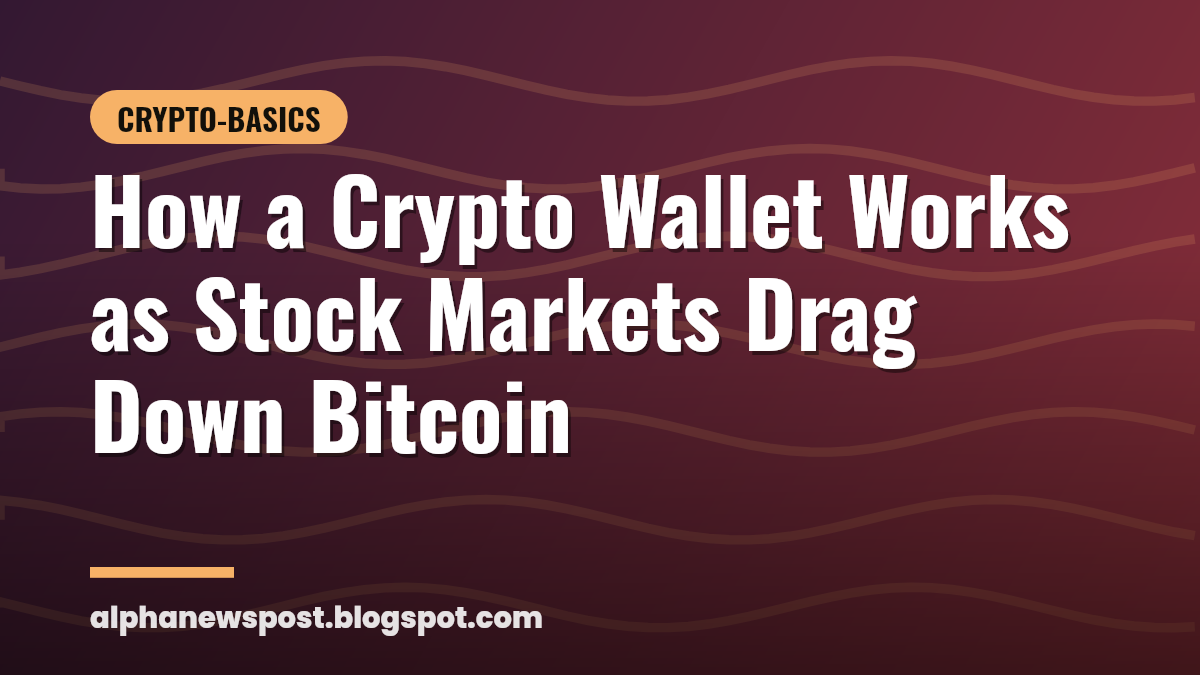 CRYPTO-BASICS
How a Crypto Wallet Works
as Stock Markets Drag
Down Bitcoin
alphanewspost.blogspot.com